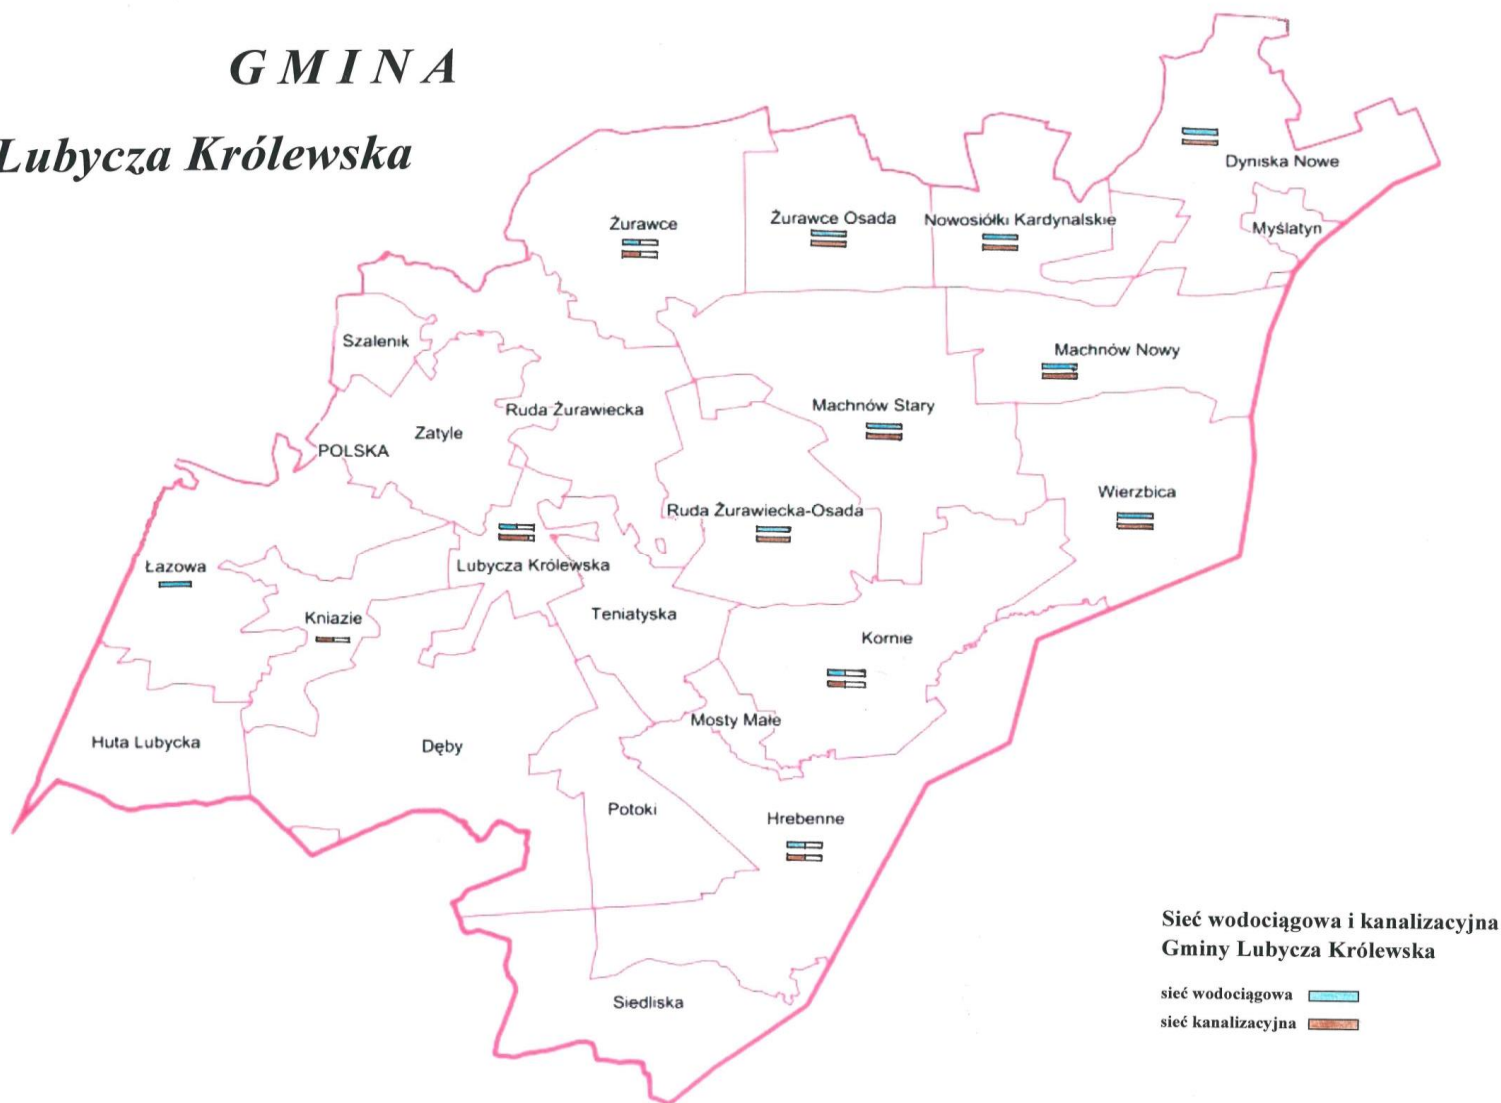 GMINA
Lubycza Królewska
Dyniska Nowe
Żurawce
Żurawce Osada
Nowosiółki Kardynalskie
Myślatyn
Szalenik
Machnów Nowy
Ruda Żurawiecka
Machnów Stary
Zatyle
POLSKA
Wierzbica
Ruda Żurawiecka-Osada
Łazowa
Lubycza Królewska
Kniazie
Teniatyska
Kornie
Mosty Małe
Huta Lubycka
Dęby
Potoki
Hrebenne
Siedliska
Sieć wodociągowa i kanalizacyjna
Gminy Lubycza Królewska
sieć wodociągowa
sieć kanalizacyjna